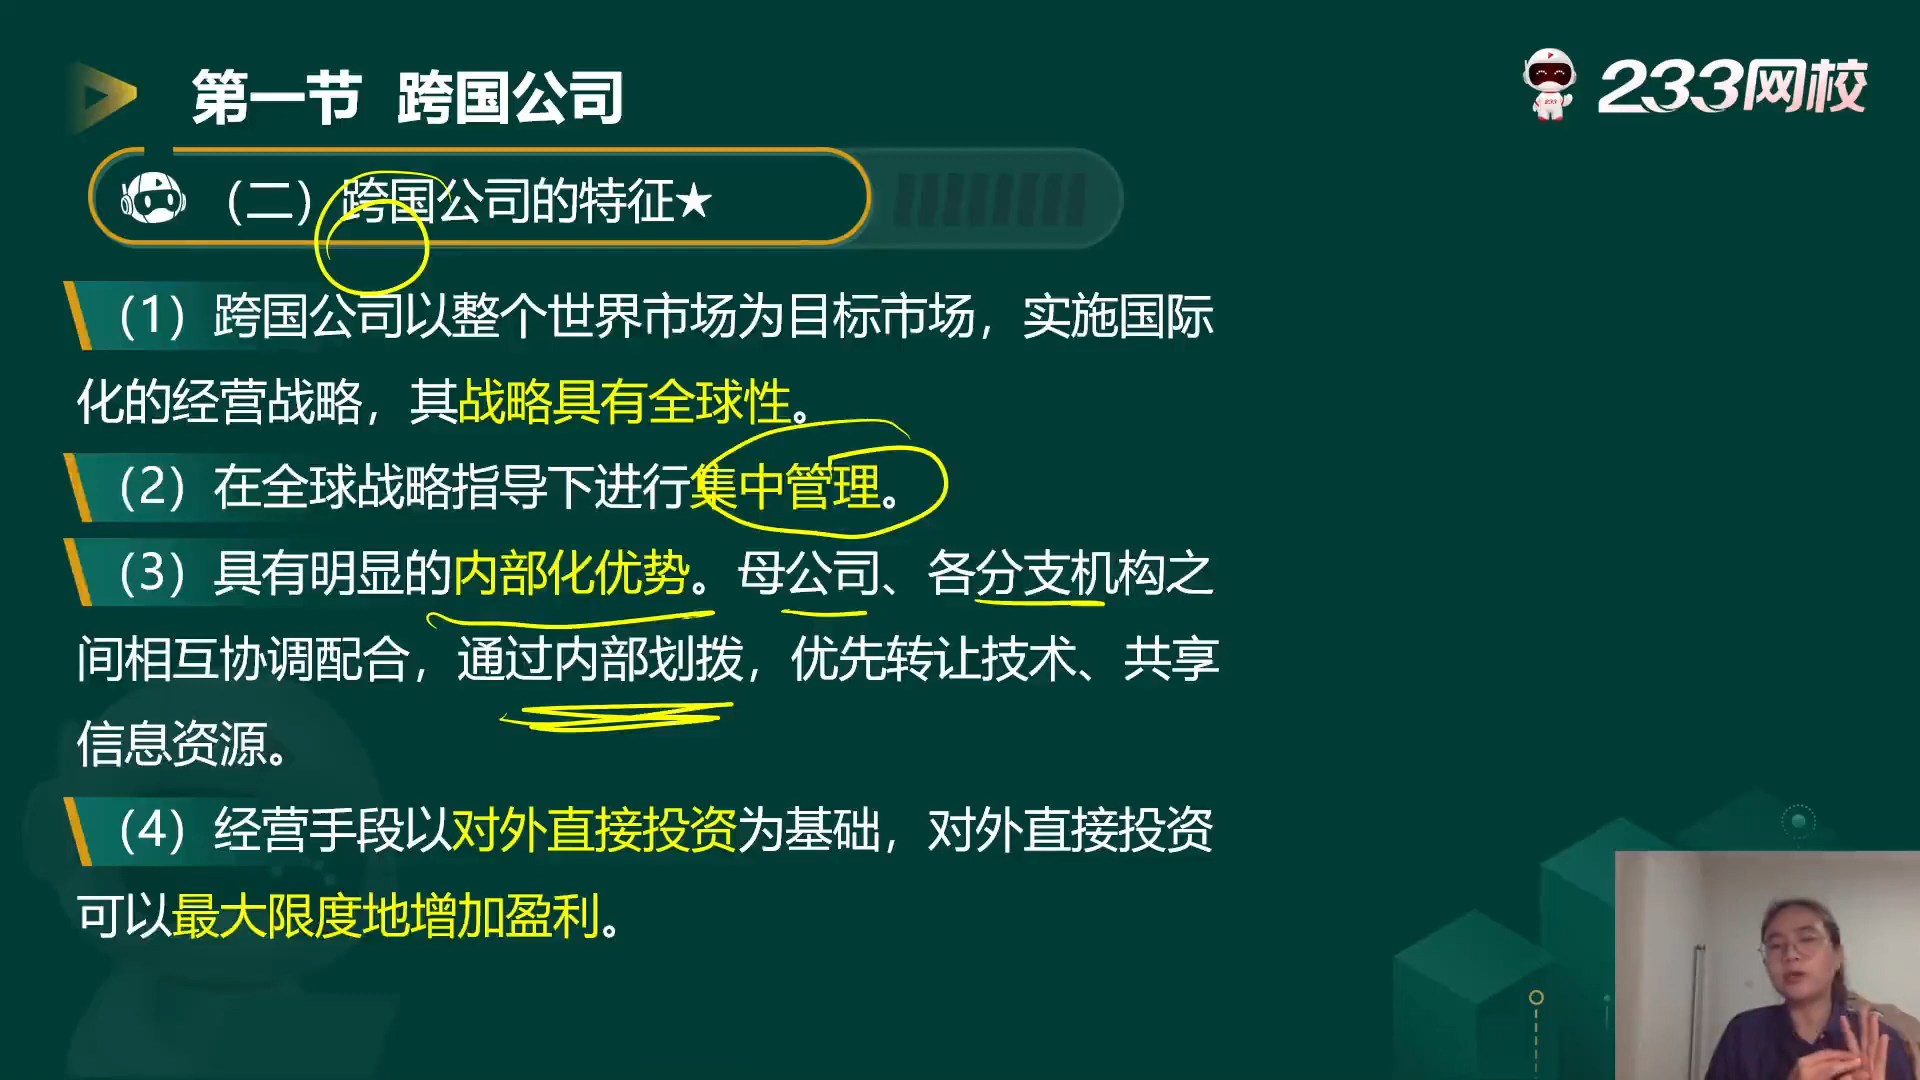 第一节 跨国公司
233网校
（二）跨国公司的特征★
（1）跨国公司以整个世界市场为目标市场，实施国际
化的经营战略，其战略具有全球性。
（2）在全球战略指导下进行集中管理。
（3）具有明显的内部化优势。母公司、各分支机构之
间相互协调配合，通过内部划拨，优先转让技术、共享
信息资源。
（4）经营手段以对外直接投资为基础，对外直接投资
可以最大限度地增加盈利。